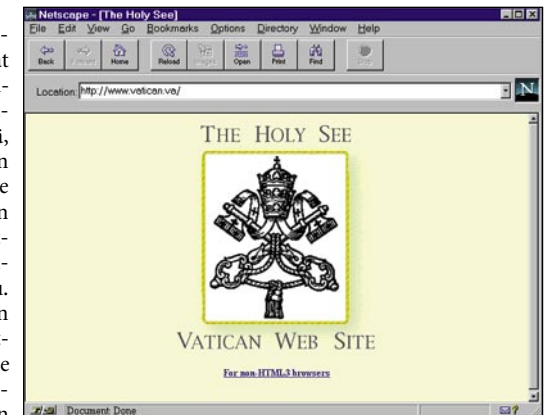 Netscape - [The Holy See]
File Edit View Go Bookmarks Options Directory Window Help
Back Forward Home Reload Images Open Print Find Stop
Location: http://www.vatican.va/
N
THE HOLY SEE
VATICAN WEB SITE
For non-HTML3 browsers
Document: Done